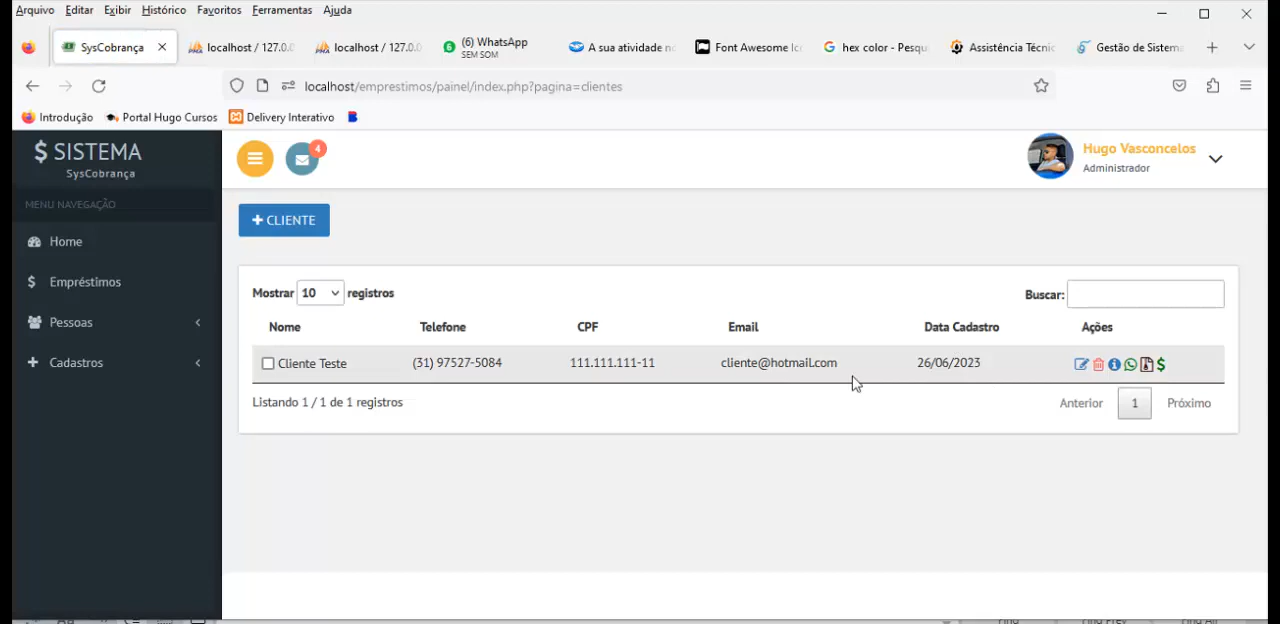 Arquivo Editar Exibir Histórico Favoritos Ferramentas Ajuda
SysCobrança
localhost / 127.0.
localhost / 127.0.
(6) WhatsApp
SEM SOM
A sua atividade n
Font Awesome Ic
hex color - Pesqu
Assistência Técnic
Gestão de Sistema
localhost/emprestimos/painel/index.php?pagina=clientes
Introdução Portal Hugo Cursos Delivery Interativo
$ SISTEMA
SysCobrança
4
Hugo Vasconcelos
Administrador
MENU NAVEGAÇÃO
+ CLIENTE
Home
$ Empréstimos
Pessoas
Cadastros
Mostrar 10 registros
Buscar:
Nome Telefone CPF Email Data Cadastro Ações
Cliente Teste (31) 97527-5084 111.111.111-11 cliente@hotmail.com 26/06/2023
Listando 1 / 1 de 1 registros
Anterior 1 Próximo